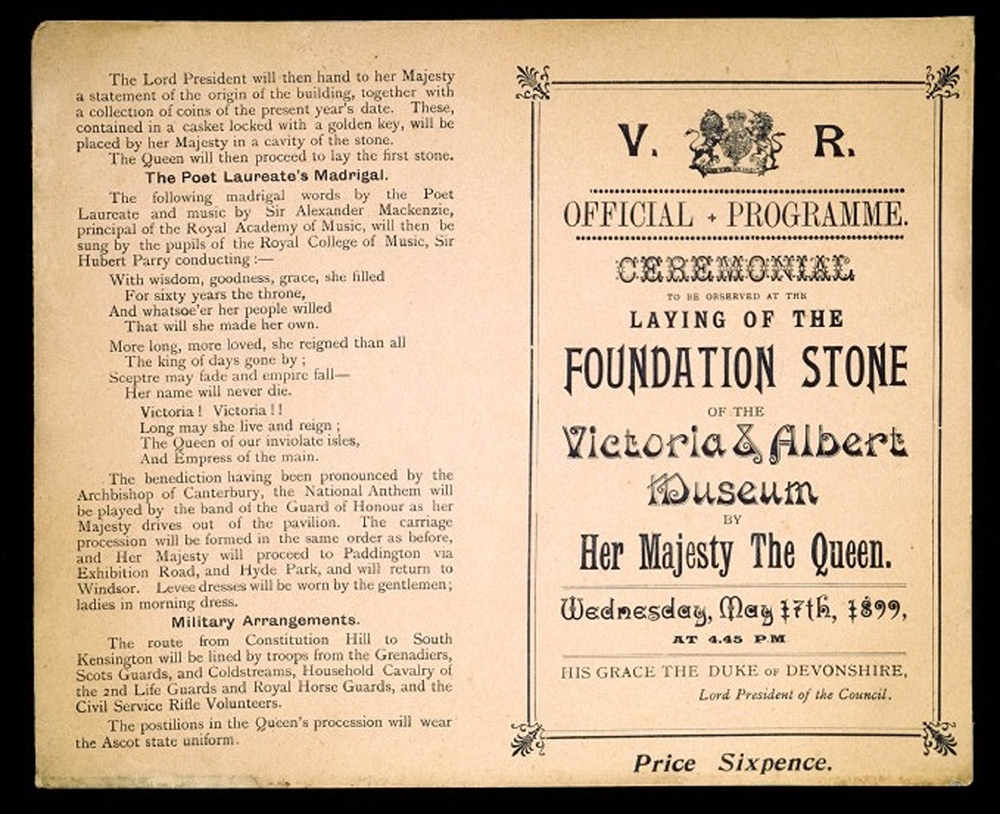 The Lord President will then hand to her Majesty
a statement of the origin of the building, together with
a collection of coins of the present year's date. These,
contained in a casket locked with a golden key, will be
placed by her Majesty in a cavity of the stone.
The Queen will then proceed to lay the first stone.
The Poet Laureate's Madrigal.
The following madrigal words by the Poet
Laureate and music by Sir Alexander Mackenzie,
principal of the Royal Academy of Music, will then be
sung by the pupils of the Royal College of Music, Sir
Hubert Parry conducting :—
With wisdom, goodness, grace, she filled
For sixty years the throne,
And whatsoe'er her people willed
That will she made her own.
More long, more loved, she reigned than all
The king of days gone by ;
Sceptre may fade and empire fall—
Her name will never die.
Victoria ! Victoria ! !
Long may she live and reign ;
The Queen of our inviolate isles,
And Empress of the main.
The benediction having been pronounced by the
Archbishop of Canterbury, the National Anthem will
be played by the band of the Guard of Honour as her
Majesty drives out of the pavilion. The carriage
procession will be formed in the same order as before,
and Her Majesty will proceed to Paddington via
Exhibition Road, and Hyde Park, and will return to
Windsor. Levee dresses will be worn by the gentlemen;
ladies in morning dress.
Military Arrangements.
The route from Constitution Hill to South
Kensington will be lined by troops from the Grenadiers,
Scots Guards, and Coldstreams, Household Cavalry of
the 2nd Life Guards and Royal Horse Guards, and the
Civil Service Rifle Volunteers.
The postilions in the Queen's procession will wear
the Ascot state uniform.
V. R.
OFFICIAL + PROGRAMME.
CEREMONIAL
TO BE OBSERVED AT THE
LAYING OF THE
FOUNDATION STONE
OF THE
Victoria & Albert
Museum
BY
Her Majesty The Queen.
Wednesday, May 17th, 1899,
AT 4.45 P.M
HIS GRACE THE DUKE OF DEVONSHIRE,
Lord President of the Council.
Price Sixpence.